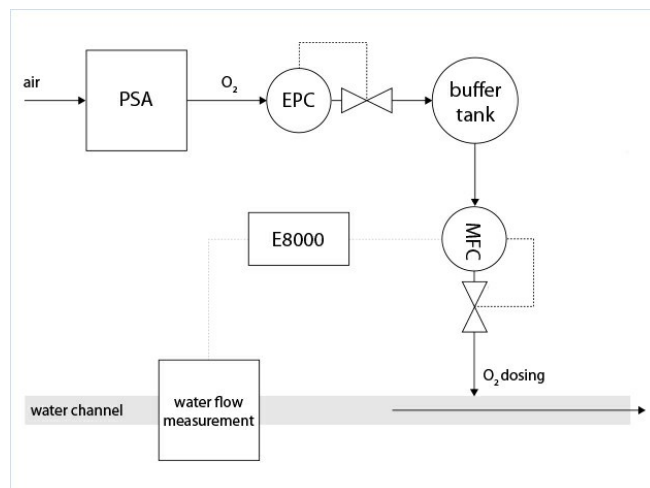 air
PSA
O₂
EPC
buffer
tank
E8000
MFC
O₂ dosing
water channel
water flow
measurement